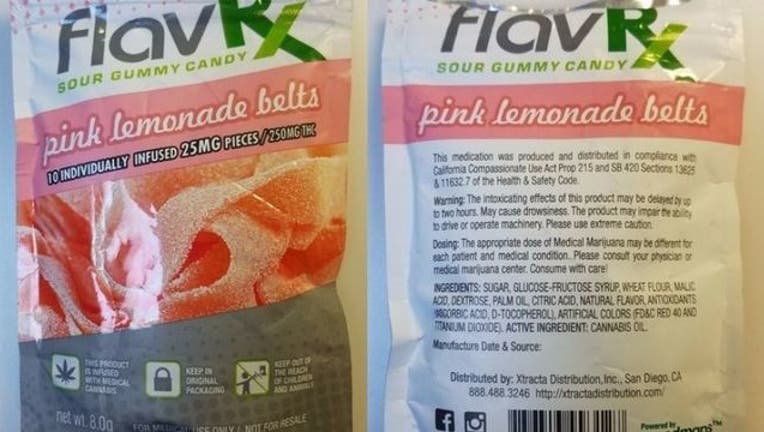 flavRx
SOUR GUMMY CANDY
pink lemonade belts
10 INDIVIDUALLY INFUSED 25MG PIECES / 250MG THC
THIS PRODUCT
IS INFUSED
WITH MEDICAL
CANNABIS
KEEP IN
ORIGINAL
PACKAGING
KEEP OUT OF
THE REACH
OF CHILDREN
AND ANIMALS
net wt. 8.0g
FOR MEDICAL USE ONLY / NOT FOR RESALE
flavRx
SOUR GUMMY CANDY
pink lemonade belts
This medication was produced and distributed in compliance with
California Compassionate Use Act Prop 215 and SB 420 Sections 13625
& 11632.7 of the Health & Safety Code.
Warning: The intoxicating effects of this product may be delayed by up
to two hours. May cause drowsiness. The product may impair the ability
to drive or operate machinery. Please use extreme caution.
Dosing: The appropriate dose of Medical Marijuana may be different for
each patient and medical condition. Please consult your physician or
medical marijuana center. Consume with care!
INGREDIENTS: SUGAR, GLUCOSE-FRUCTOSE SYRUP, WHEAT FLOUR, MALIC
ACID, DEXTROSE, PALM OIL, CITRIC ACID, NATURAL FLAVOR, ANTIOXIDANTS
(ASCORBIC ACID, D-TOCOPHEROL), ARTIFICIAL COLORS (FD&C RED 40 AND
TITANIUM DIOXIDE). ACTIVE INGREDIENT: CANNABIS OIL.
Manufacture Date & Source:
Distributed by: Xtracta Distribution, Inc., San Diego, CA
888.488.3246 http://xtractadistribution.com/
Powered by